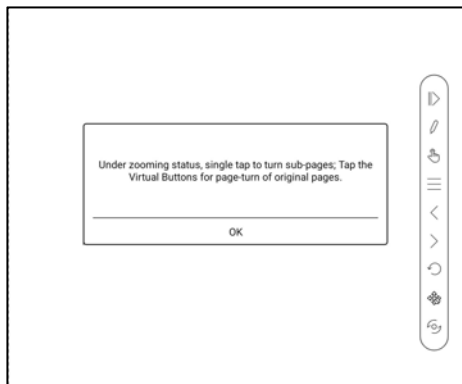 Under zooming status, single tap to turn sub-pages; Tap the
Virtual Buttons for page-turn of original pages.
OK